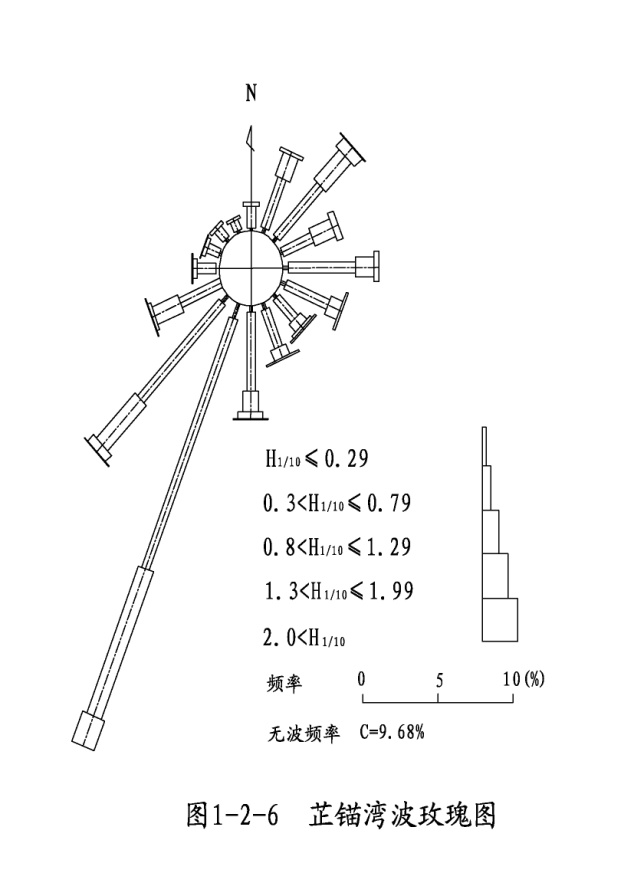 N
H1/10≤0.29
0.3<H1/10≤0.79
0.8<H1/10≤1.29
1.3<H1/10≤1.99
2.0<H1/10
频率 0 5 10(%)
无波频率 C=9.68%
图1-2-6 芷锚湾波玫瑰图